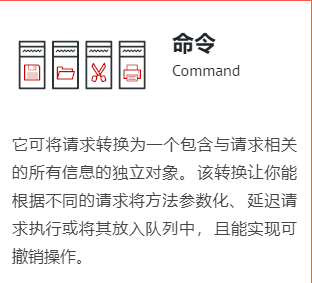 命令
Command
它可将请求转换为一个包含与请求相关
的所有信息的独立对象。该转换让你能
根据不同的请求将方法参数化、延迟请
求执行或将其放入队列中，且能实现可
撤销操作。